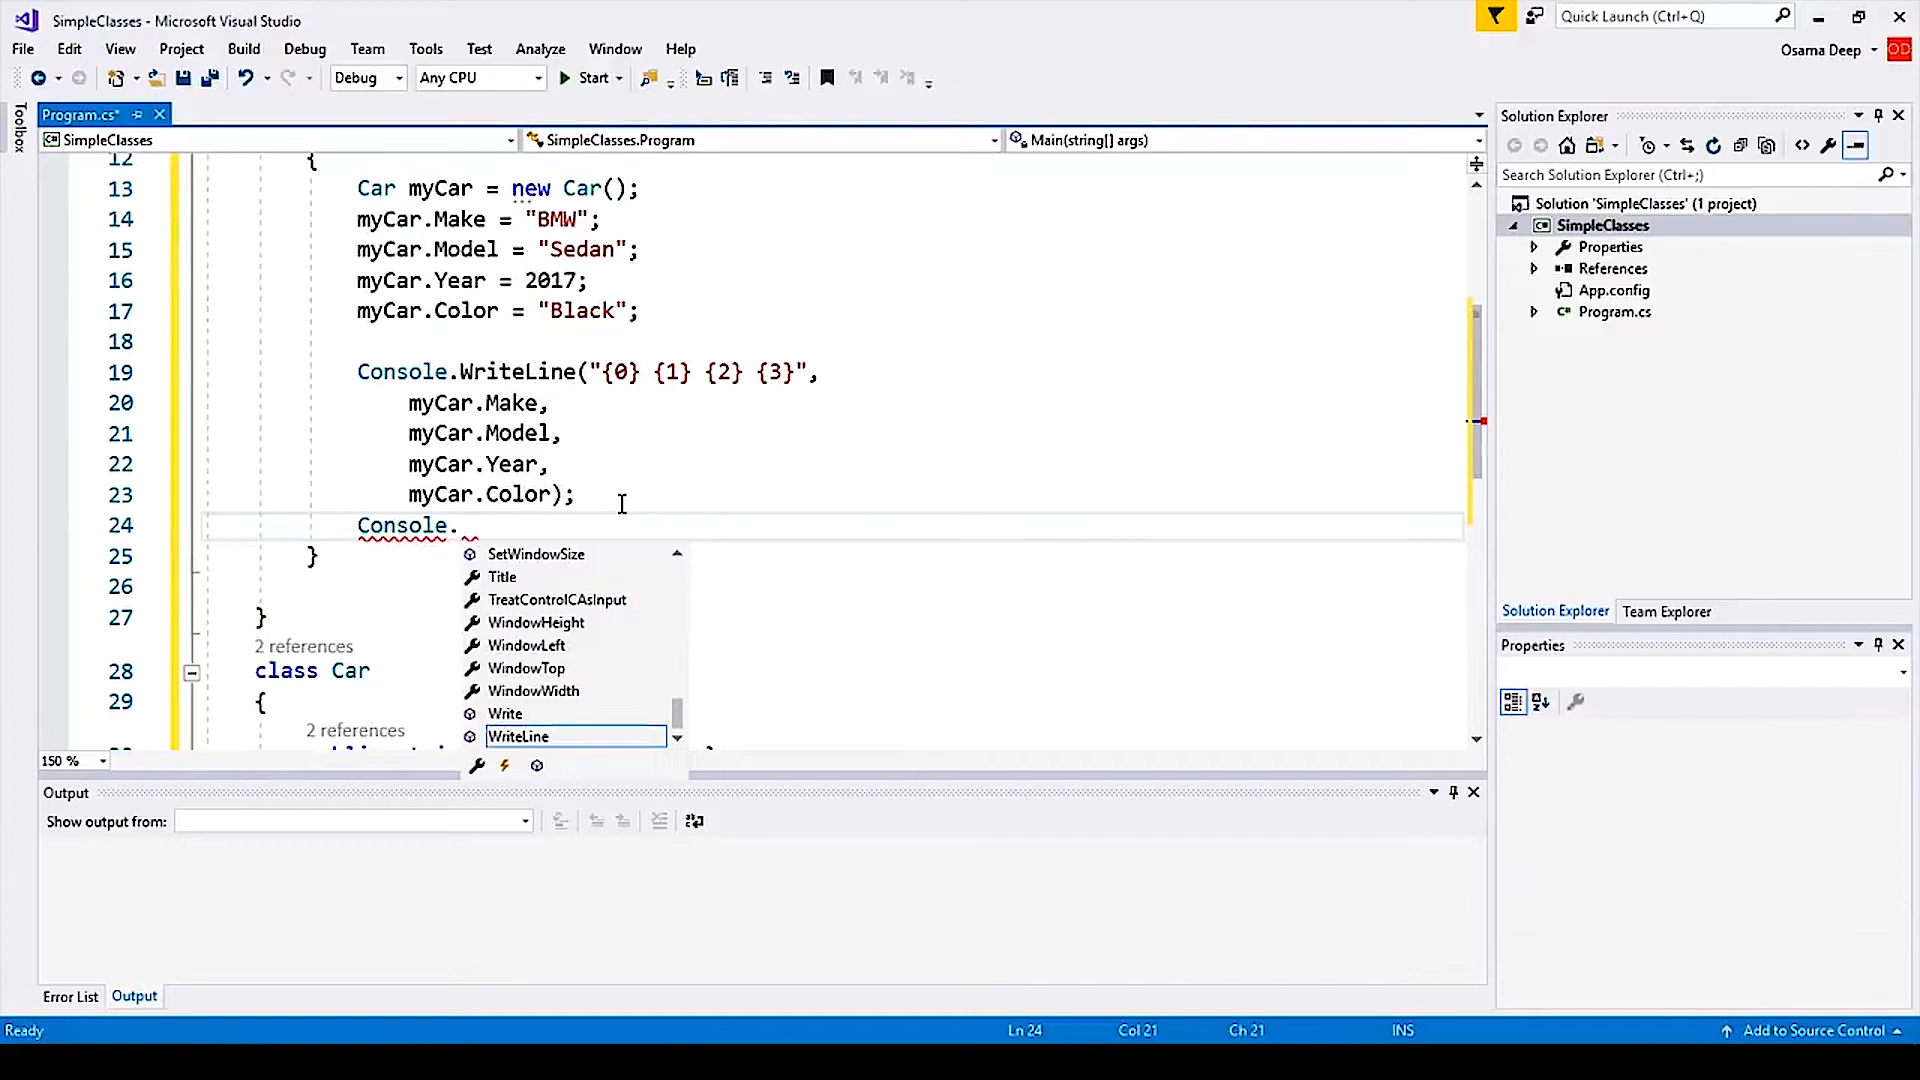 SimpleClasses - Microsoft Visual Studio
Quick Launch (Ctrl+Q)
File Edit View Project Build Debug Team Tools Test Analyze Window Help
Osama Deep OD
Debug Any CPU Start
Toolbox
Program.cs*
SimpleClasses SimpleClasses.Program Main(string[] args)
12 {
13 Car myCar = new Car();
14 myCar.Make = "BMW";
15 myCar.Model = "Sedan";
16 myCar.Year = 2017;
17 myCar.Color = "Black";
18
19 Console.WriteLine("{0} {1} {2} {3}",
20 myCar.Make,
21 myCar.Model,
22 myCar.Year,
23 myCar.Color);
24 Console.
25 }
26
27 }
2 references
28 class Car
29 {
2 references
SetWindowSize
Title
TreatControlCAsInput
WindowHeight
WindowLeft
WindowTop
WindowWidth
Write
WriteLine
150 %
Output
Show output from:
Error List Output
Solution Explorer
Search Solution Explorer (Ctrl+;)
Solution 'SimpleClasses' (1 project)
SimpleClasses
Properties
References
App.config
Program.cs
Solution Explorer Team Explorer
Properties
Ready Ln 24 Col 21 Ch 21 INS Add to Source Control